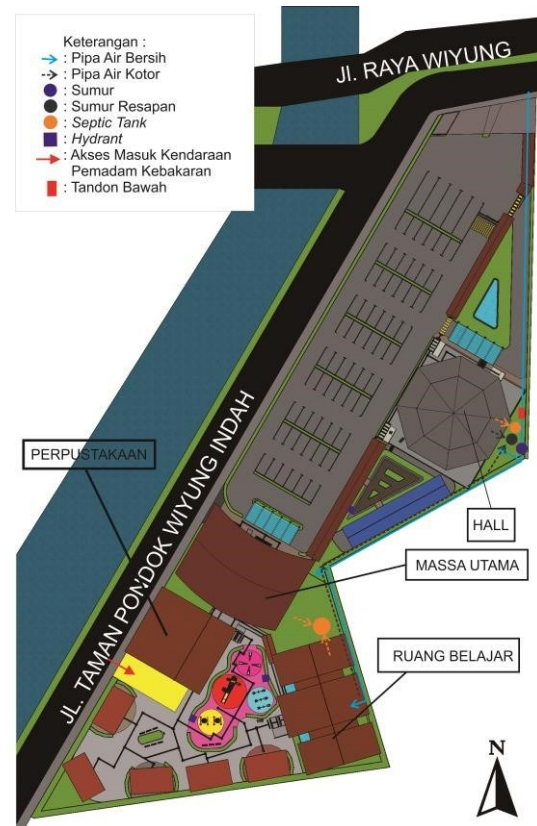 Keterangan :
: Pipa Air Bersih
: Pipa Air Kotor
: Sumur
: Sumur Resapan
: Septic Tank
: Hydrant
: Akses Masuk Kendaraan
Pemadam Kebakaran
: Tandon Bawah
Jl. RAYA WIYUNG
JL. TAMAN PONDOK WIYUNG INDAH
PERPUSTAKAAN
HALL
MASSA UTAMA
RUANG BELAJAR
N